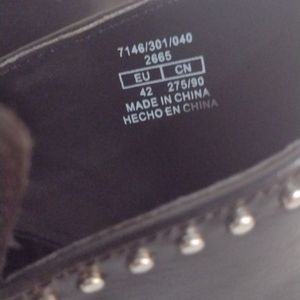 7146/301/040
2665
EU CN
42 275/90
MADE IN CHINA
HECHO EN CHINA